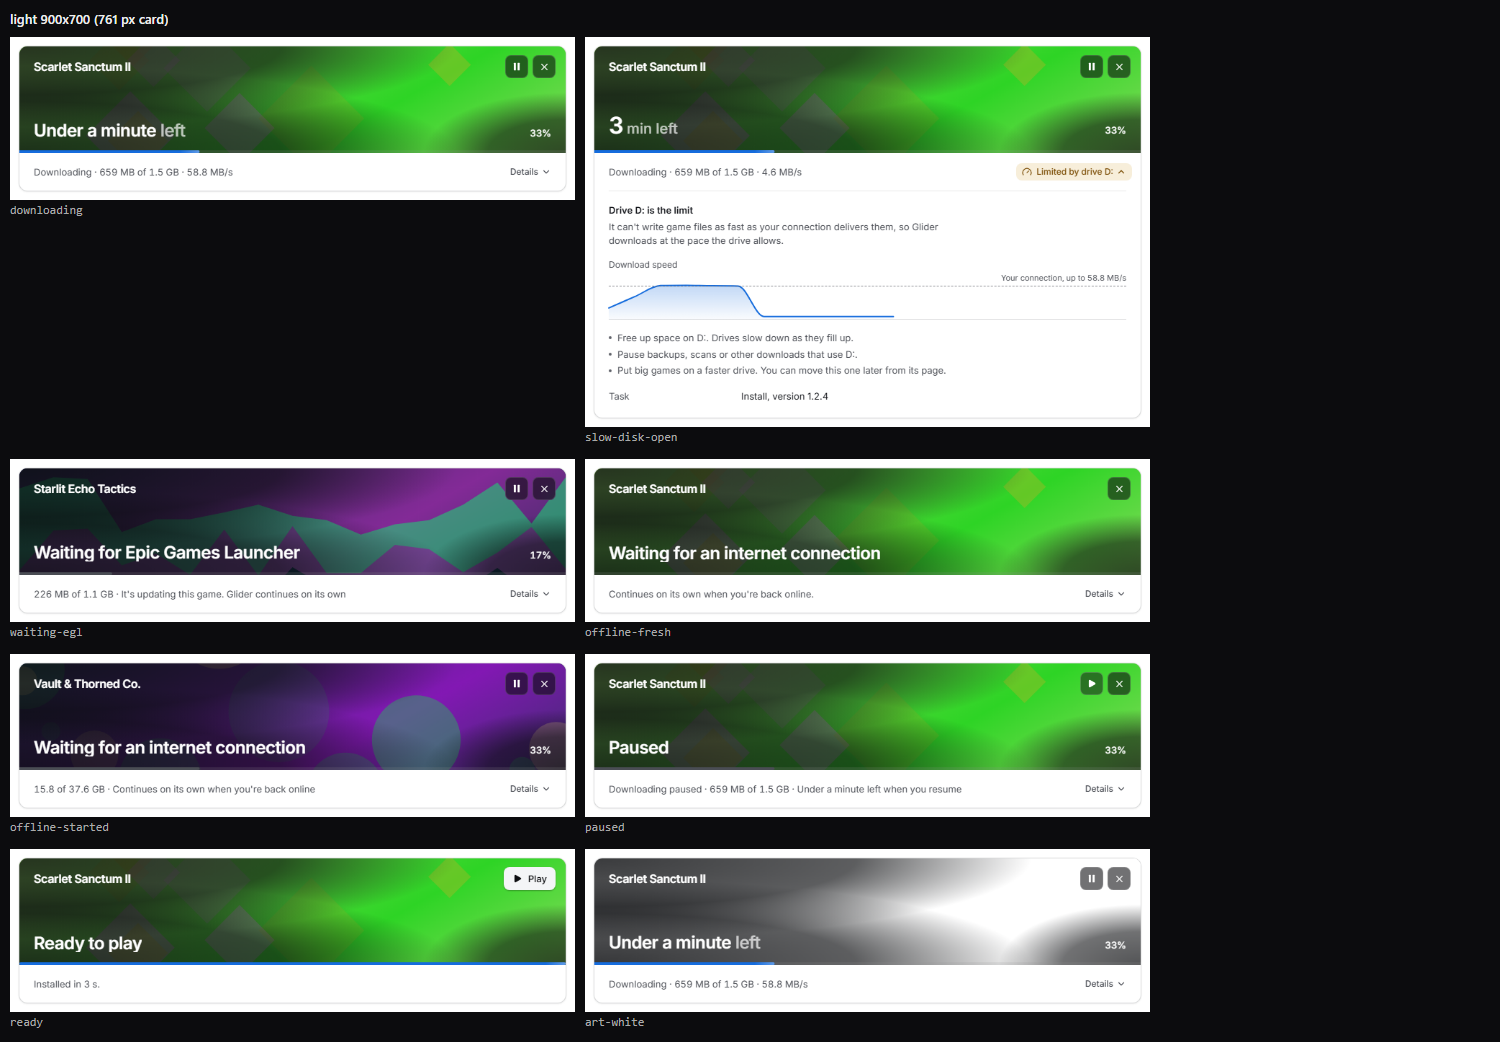 light 900x700 (761 px card)
Scarlet Sanctum II
Under a minute left
33%
Downloading · 659 MB of 1.5 GB · 58.8 MB/s
Details
downloading
Scarlet Sanctum II
3 min left
33%
Downloading · 659 MB of 1.5 GB · 4.6 MB/s
Limited by drive D:
Drive D: is the limit
It can't write game files as fast as your connection delivers them, so Glider
downloads at the pace the drive allows.
Download speed
Your connection, up to 58.8 MB/s
• Free up space on D:. Drives slow down as they fill up.
• Pause backups, scans or other downloads that use D:.
• Put big games on a faster drive. You can move this one later from its page.
Task
Install, version 1.2.4
slow-disk-open
Starlit Echo Tactics
Waiting for Epic Games Launcher
17%
226 MB of 1.1 GB · It's updating this game. Glider continues on its own
Details
waiting-egl
Scarlet Sanctum II
Waiting for an internet connection
Continues on its own when you're back online.
Details
offline-fresh
Vault & Thorned Co.
Waiting for an internet connection
33%
15.8 of 37.6 GB · Continues on its own when you're back online
Details
offline-started
Scarlet Sanctum II
Paused
33%
Downloading paused · 659 MB of 1.5 GB · Under a minute left when you resume
Details
paused
Scarlet Sanctum II
Play
Ready to play
Installed in 3 s.
ready
Scarlet Sanctum II
Under a minute left
33%
Downloading · 659 MB of 1.5 GB · 58.8 MB/s
Details
art-white